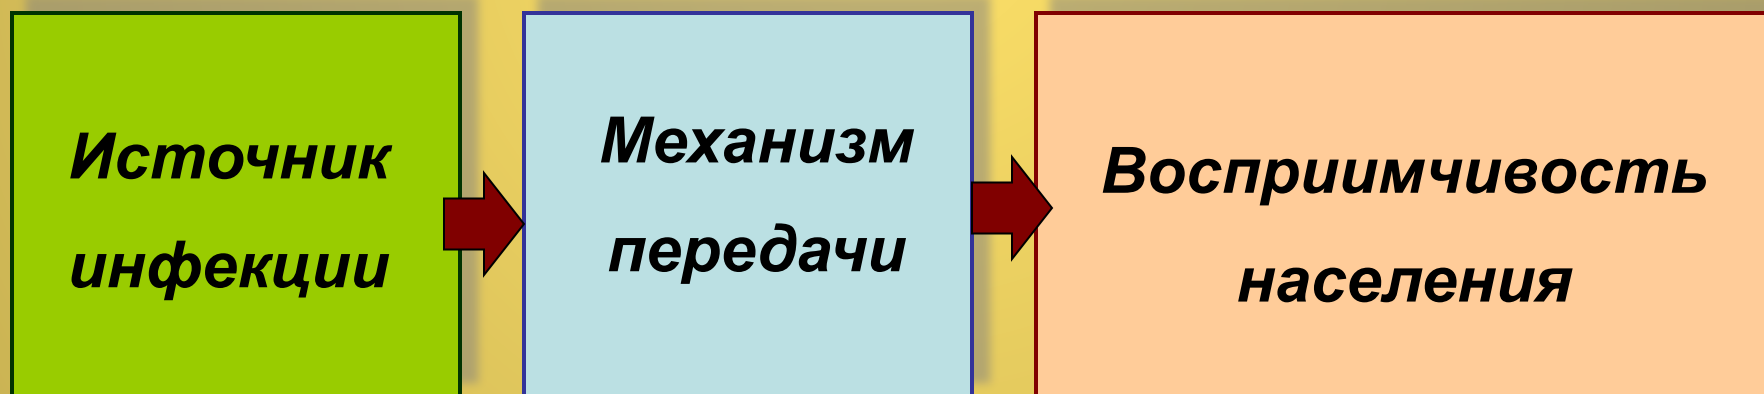 Источник
инфекции
Механизм
передачи
Восприимчивость
населения